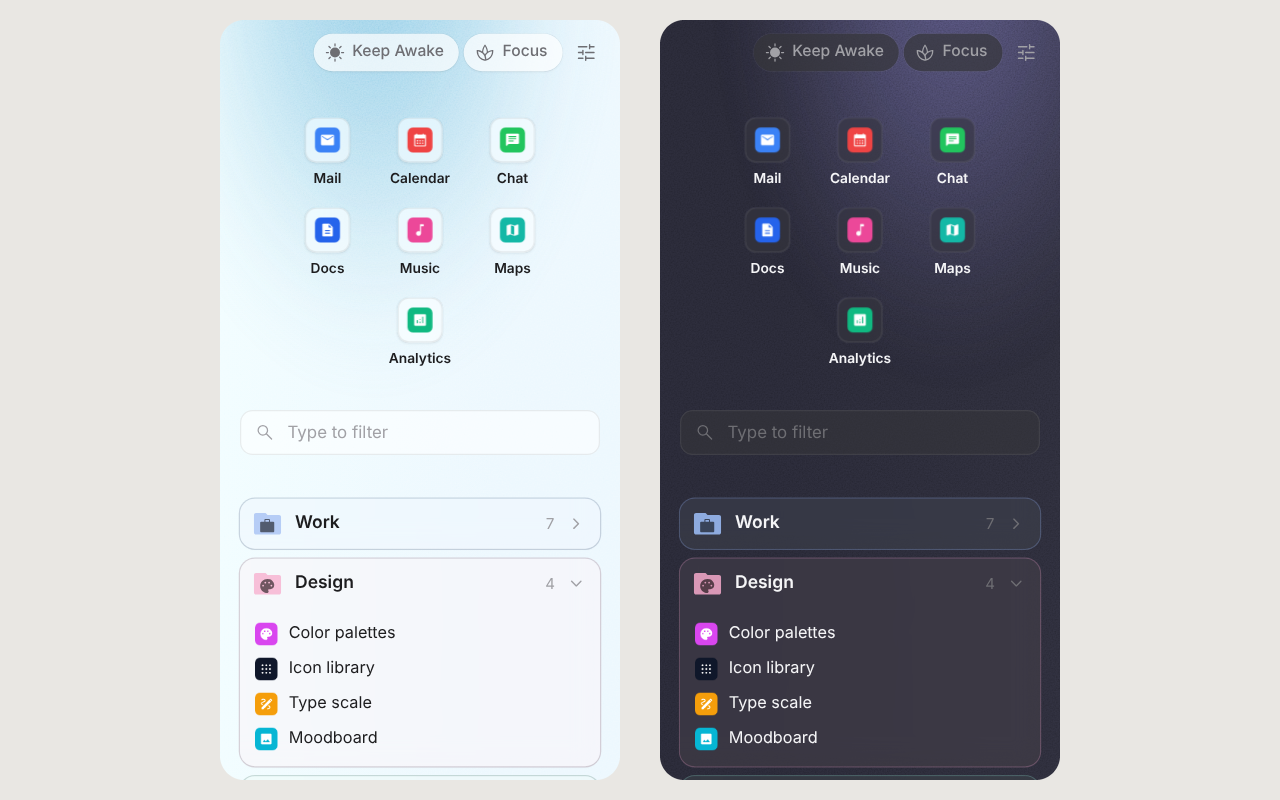 Keep Awake Focus
Mail Calendar Chat
Docs Music Maps
Analytics
Type to filter
Work 7
Design 4
Color palettes
Icon library
Type scale
Moodboard
Keep Awake Focus
Mail Calendar Chat
Docs Music Maps
Analytics
Type to filter
Work 7
Design 4
Color palettes
Icon library
Type scale
Moodboard